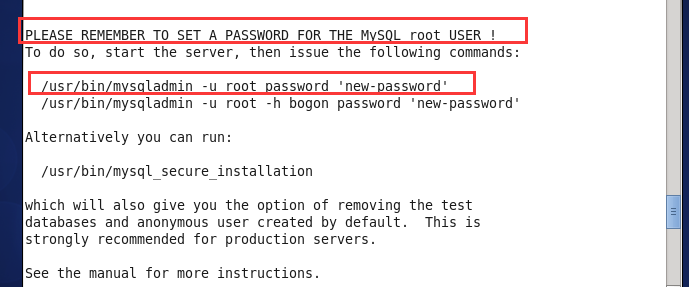 PLEASE REMEMBER TO SET A PASSWORD FOR THE MySQL root USER !
To do so, start the server, then issue the following commands:
/usr/bin/mysqladmin -u root password 'new-password'
/usr/bin/mysqladmin -u root -h bogon password 'new-password'
Alternatively you can run:
/usr/bin/mysql_secure_installation
which will also give you the option of removing the test
databases and anonymous user created by default.  This is
strongly recommended for production servers.
See the manual for more instructions.